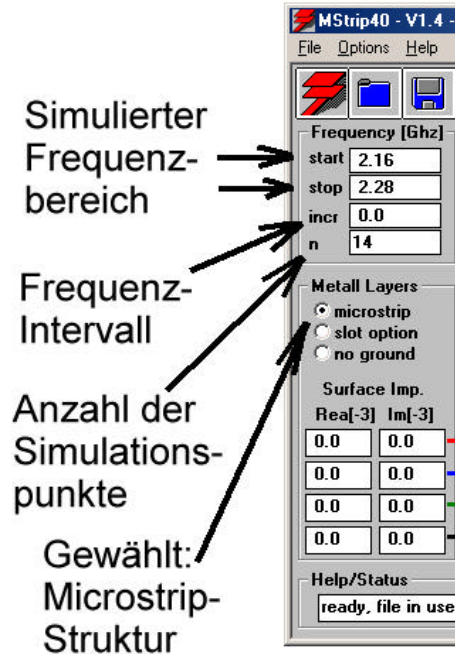 MStrip40 - V1.4 -
File Options Help
Simulierter
Frequenz-
bereich
Frequency [Ghz]
start 2.16
stop 2.28
incr 0.0
n 14
Frequenz-
Intervall
Metall Layers
microstrip
slot option
no ground
Anzahl der
Simulations-
punkte
Surface Imp.
Rea[-3] Im[-3]
0.0 0.0
0.0 0.0
0.0 0.0
0.0 0.0
Gewählt:
Microstrip-
Struktur
Help/Status
ready, file in use